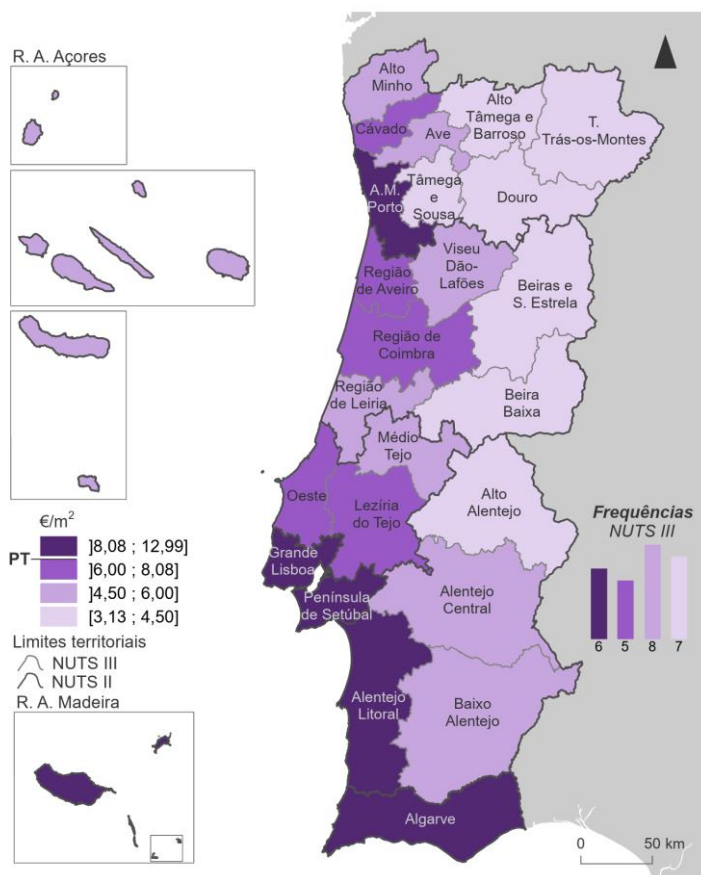 R. A. Açores
Alto
Minho
Cávado
Ave
Alto
Tâmega e
Barroso
T.
Trás-os-Montes
A.M.
Porto
Tâmega
e
Sousa
Douro
Região
de Aveiro
Viseu
Dão-
Lafões
Beiras e
S. Estrela
Região de
Coimbra
Região
de Leiria
Beira
Baixa
Médio
Tejo
Oeste
Lezíria
do Tejo
Alto
Alentejo
Grande
Lisboa
Península
de Setúbal
Alentejo
Central
Alentejo
Litoral
Baixo
Alentejo
Algarve
€/m²
]8,08 ; 12,99]
PT
]6,00 ; 8,08]
]4,50 ; 6,00]
[3,13 ; 4,50]
Limites territoriais
NUTS III
NUTS II
R. A. Madeira
Frequências
NUTS III
6 5 8 7
0 50 km